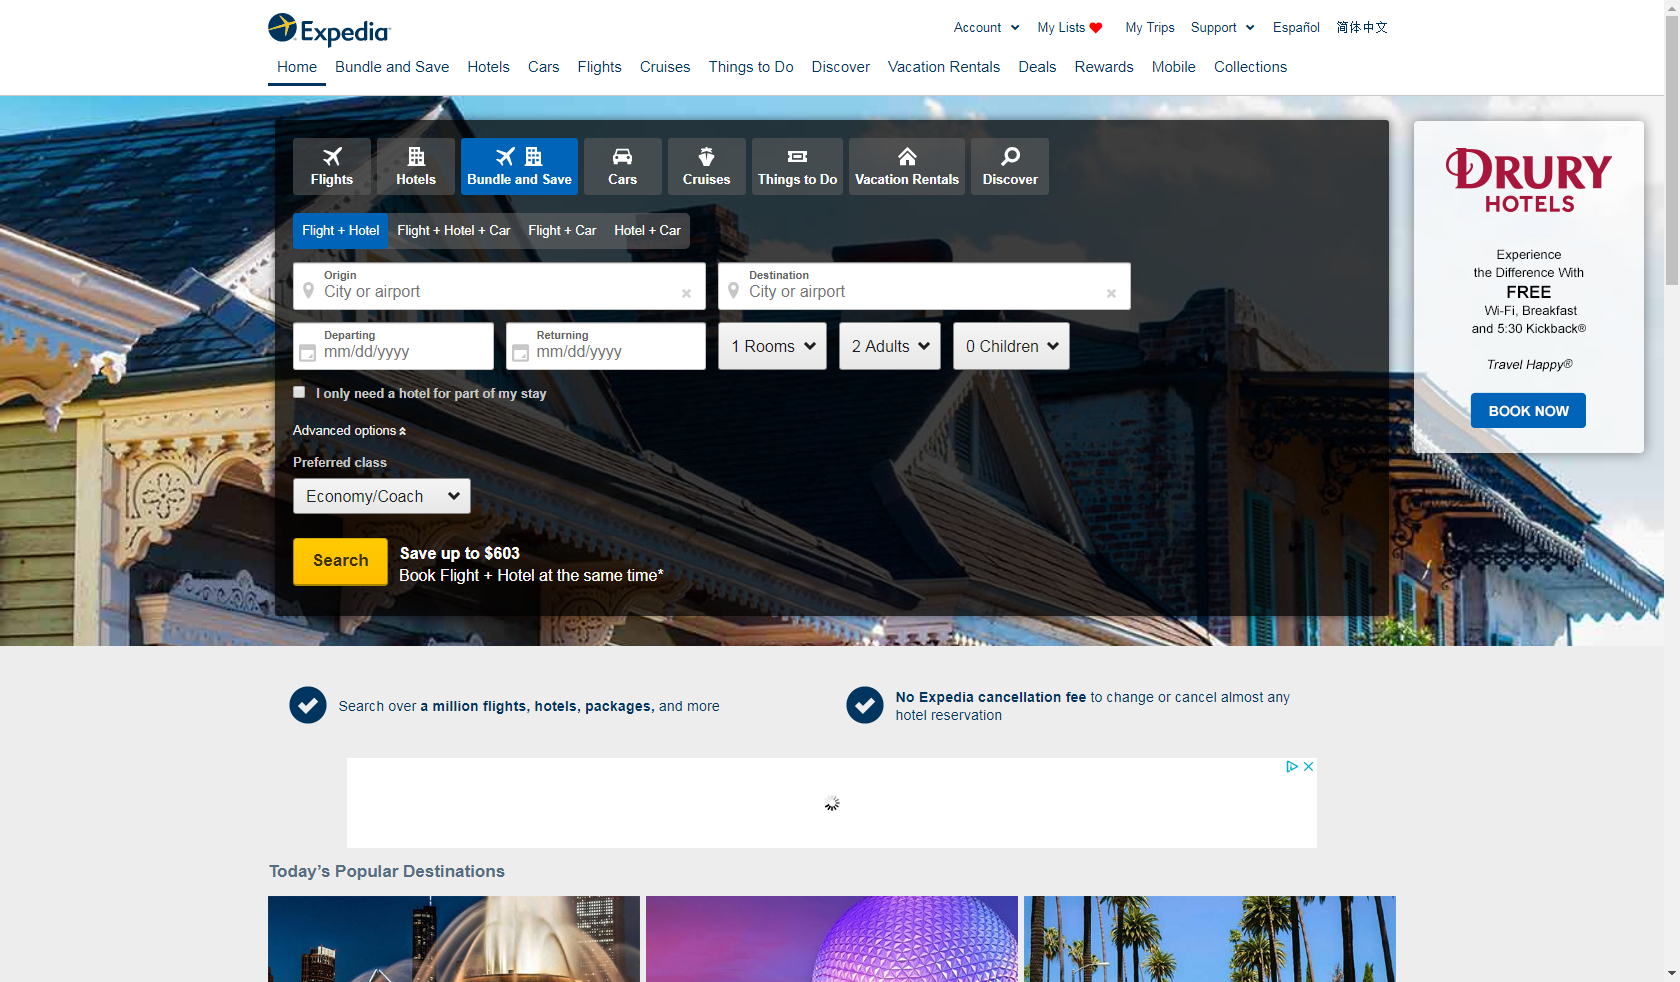 Expedia
Account
My Lists
My Trips
Support
Español
简体中文
Home
Bundle and Save
Hotels
Cars
Flights
Cruises
Things to Do
Discover
Vacation Rentals
Deals
Rewards
Mobile
Collections
Flights
Hotels
Bundle and Save
Cars
Cruises
Things to Do
Vacation Rentals
Discover
Flight + Hotel
Flight + Hotel + Car
Flight + Car
Hotel + Car
Origin
City or airport
Destination
City or airport
Departing
mm/dd/yyyy
Returning
mm/dd/yyyy
1 Rooms
2 Adults
0 Children
I only need a hotel for part of my stay
Advanced options
Preferred class
Economy/Coach
Search
Save up to $603
Book Flight + Hotel at the same time*
DRURY
HOTELS
Experience
the Difference With
FREE
Wi-Fi, Breakfast
and 5:30 Kickback®
Travel Happy®
BOOK NOW
Search over a million flights, hotels, packages, and more
No Expedia cancellation fee to change or cancel almost any
hotel reservation
Today's Popular Destinations